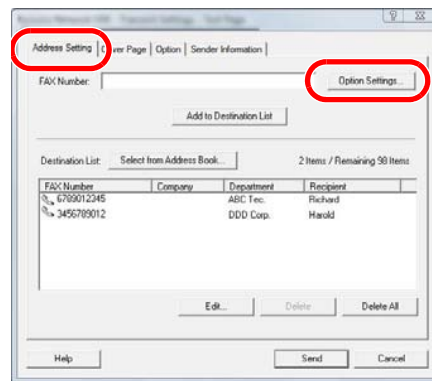 Address Setting Cover Page Option Sender Information
FAX Number: Option Settings...
Add to Destination List
Destination List: Select from Address Book... 2 Items / Remaining 98 Items
FAX Number Company Department Recipient
6789012345 ABC Tec. Richard
3456789012 DDD Corp. Harold
Edit... Delete Delete All
Help Send Cancel